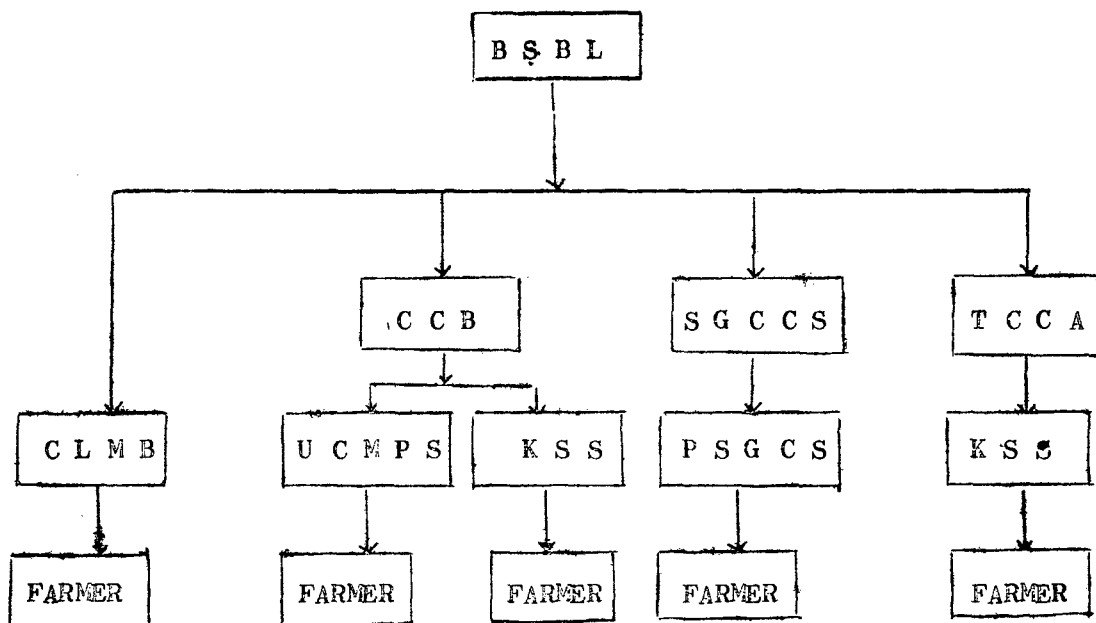 B S B L
C C B
S G C C S
T C C A
C L M B
U C M P S
K S S
P S G C S
K S S
FARMER
FARMER
FARMER
FARMER
FARMER